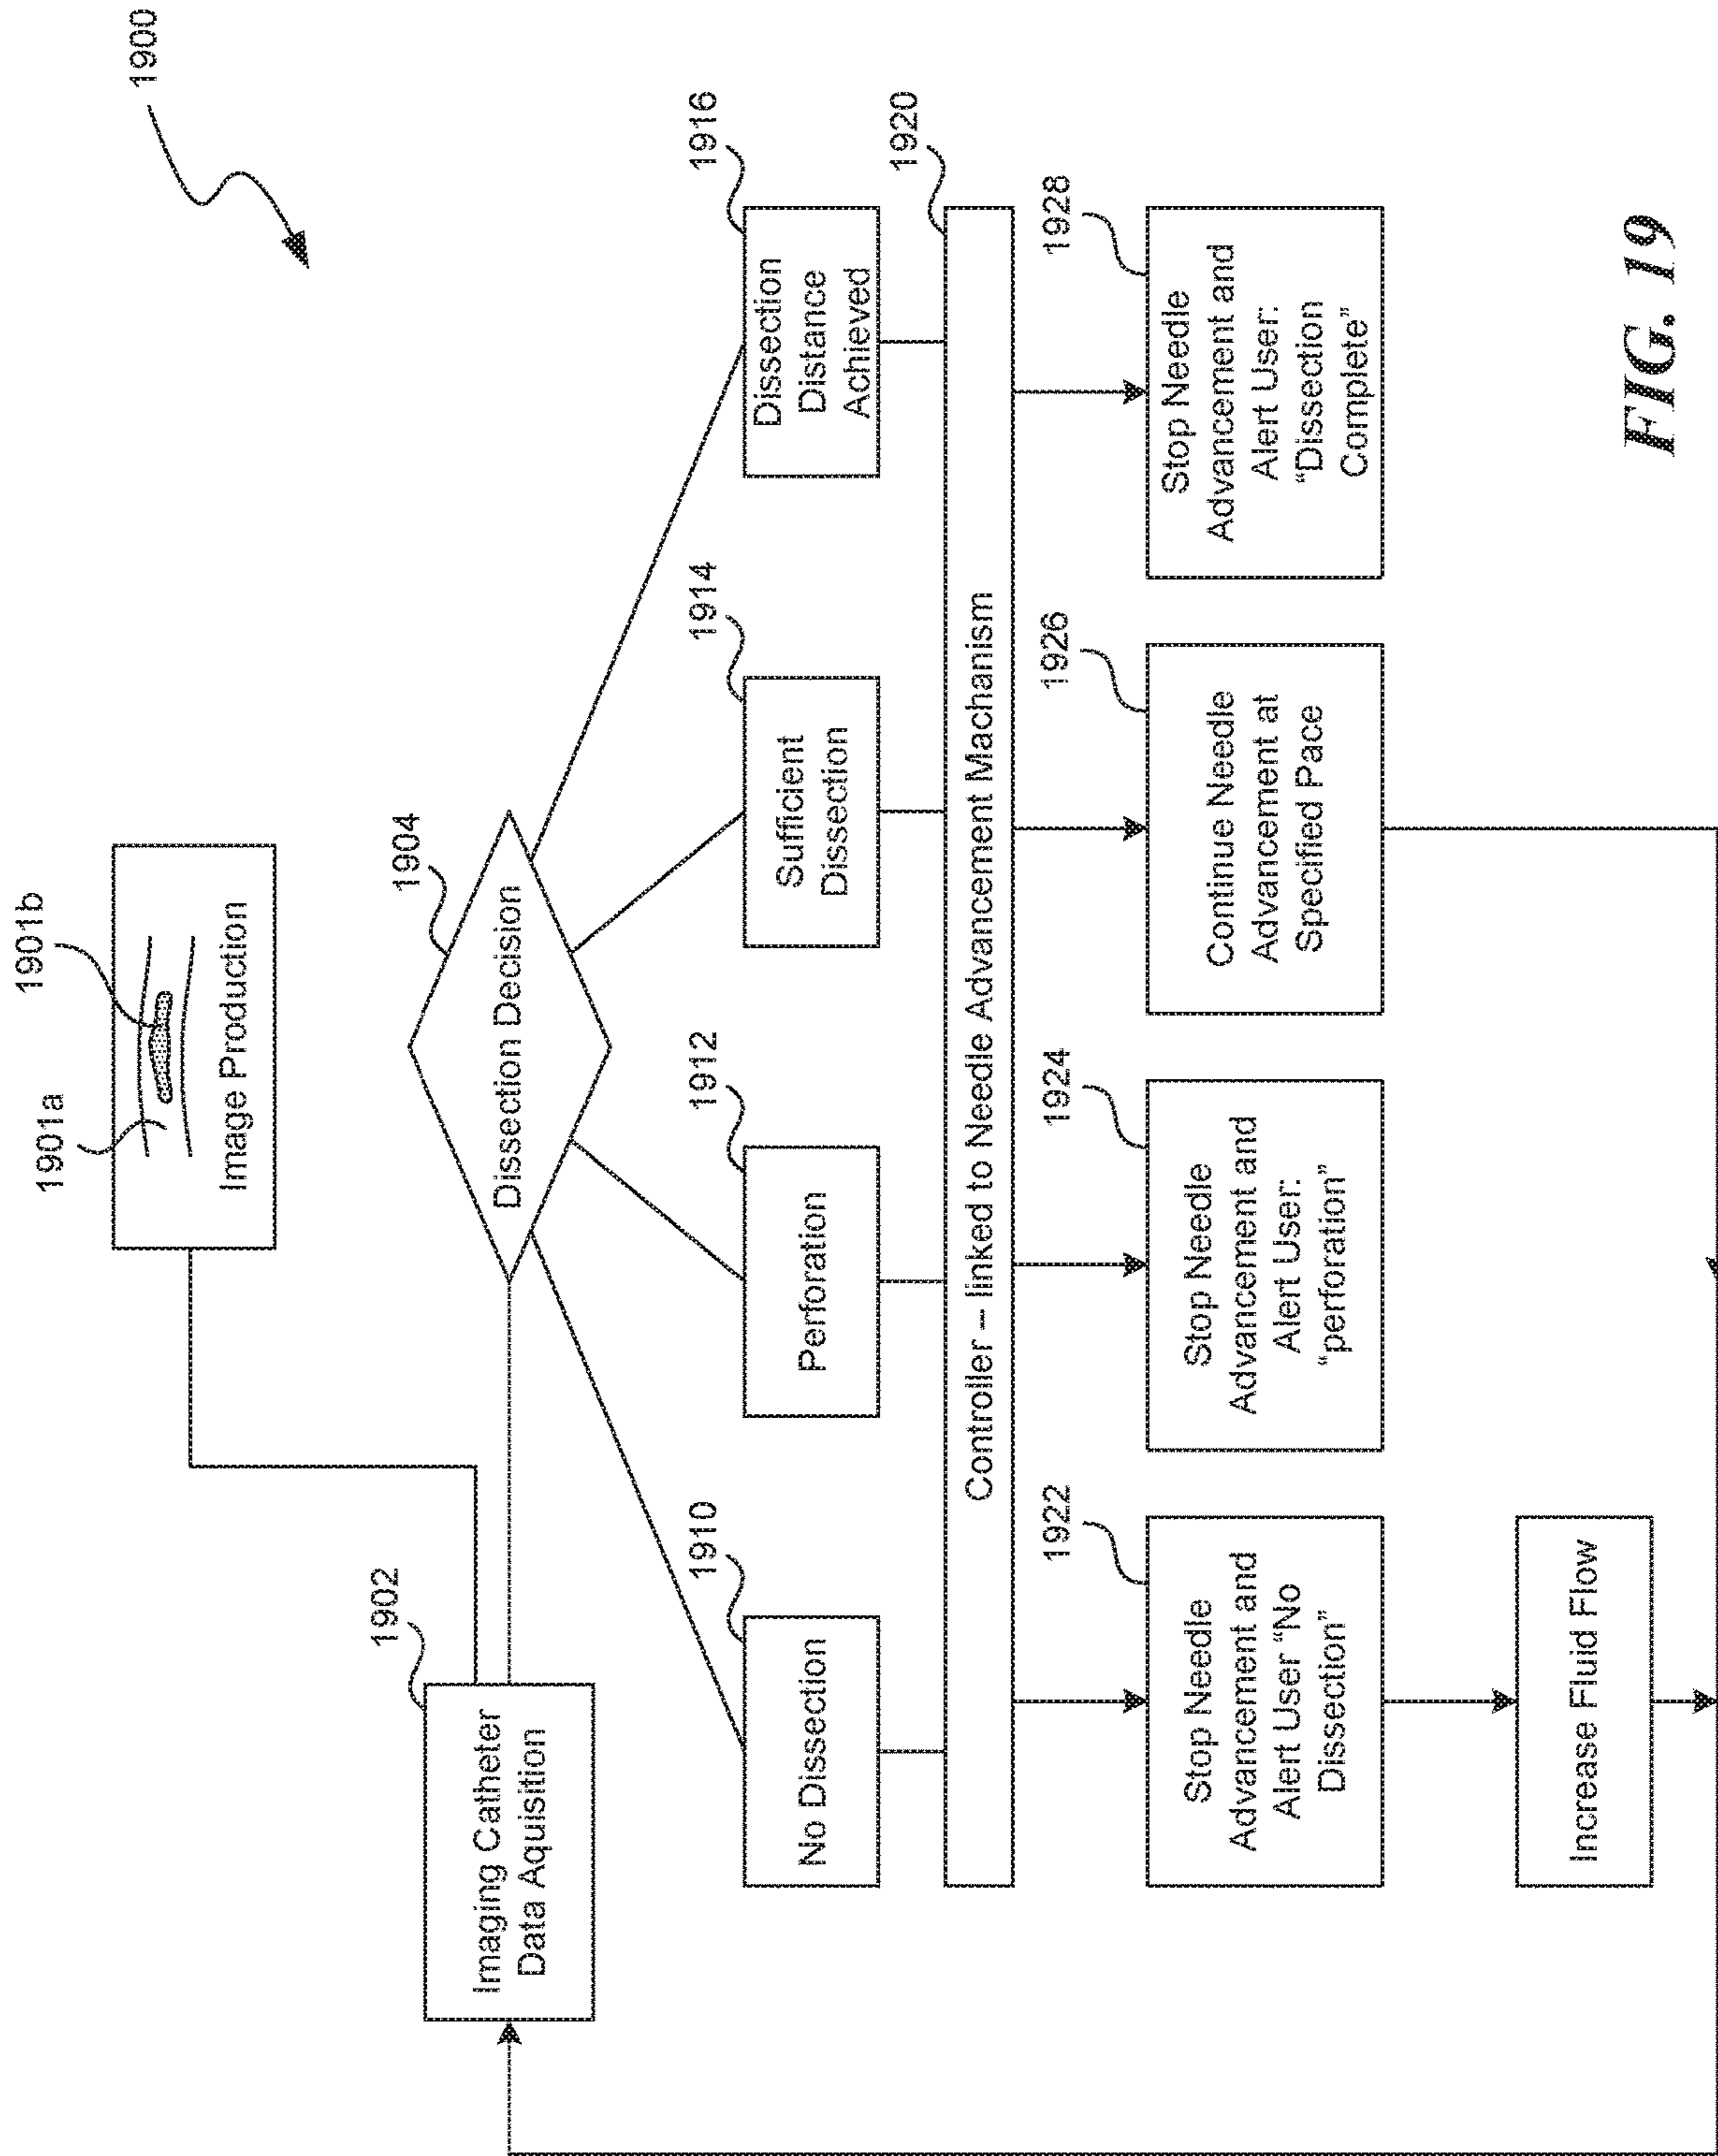 1900
1901a
1901b
Image Production
1902
Imaging Catheter
Data Aquisition
1904
Dissection Decision
1910
No Dissection
1912
Perforation
1914
Sufficient
Dissection
1916
Dissection
Distance
Achieved
1920
Controller – linked to Needle Advancement Machanism
1922
Stop Needle
Advancement and
Alert User “No
Dissection”
1924
Stop Needle
Advancement and
Alert User:
“perforation”
1926
Continue Needle
Advancement at
Specified Pace
1928
Stop Needle
Advancement and
Alert User:
“Dissection
Complete”
Increase Fluid Flow
FIG. 19